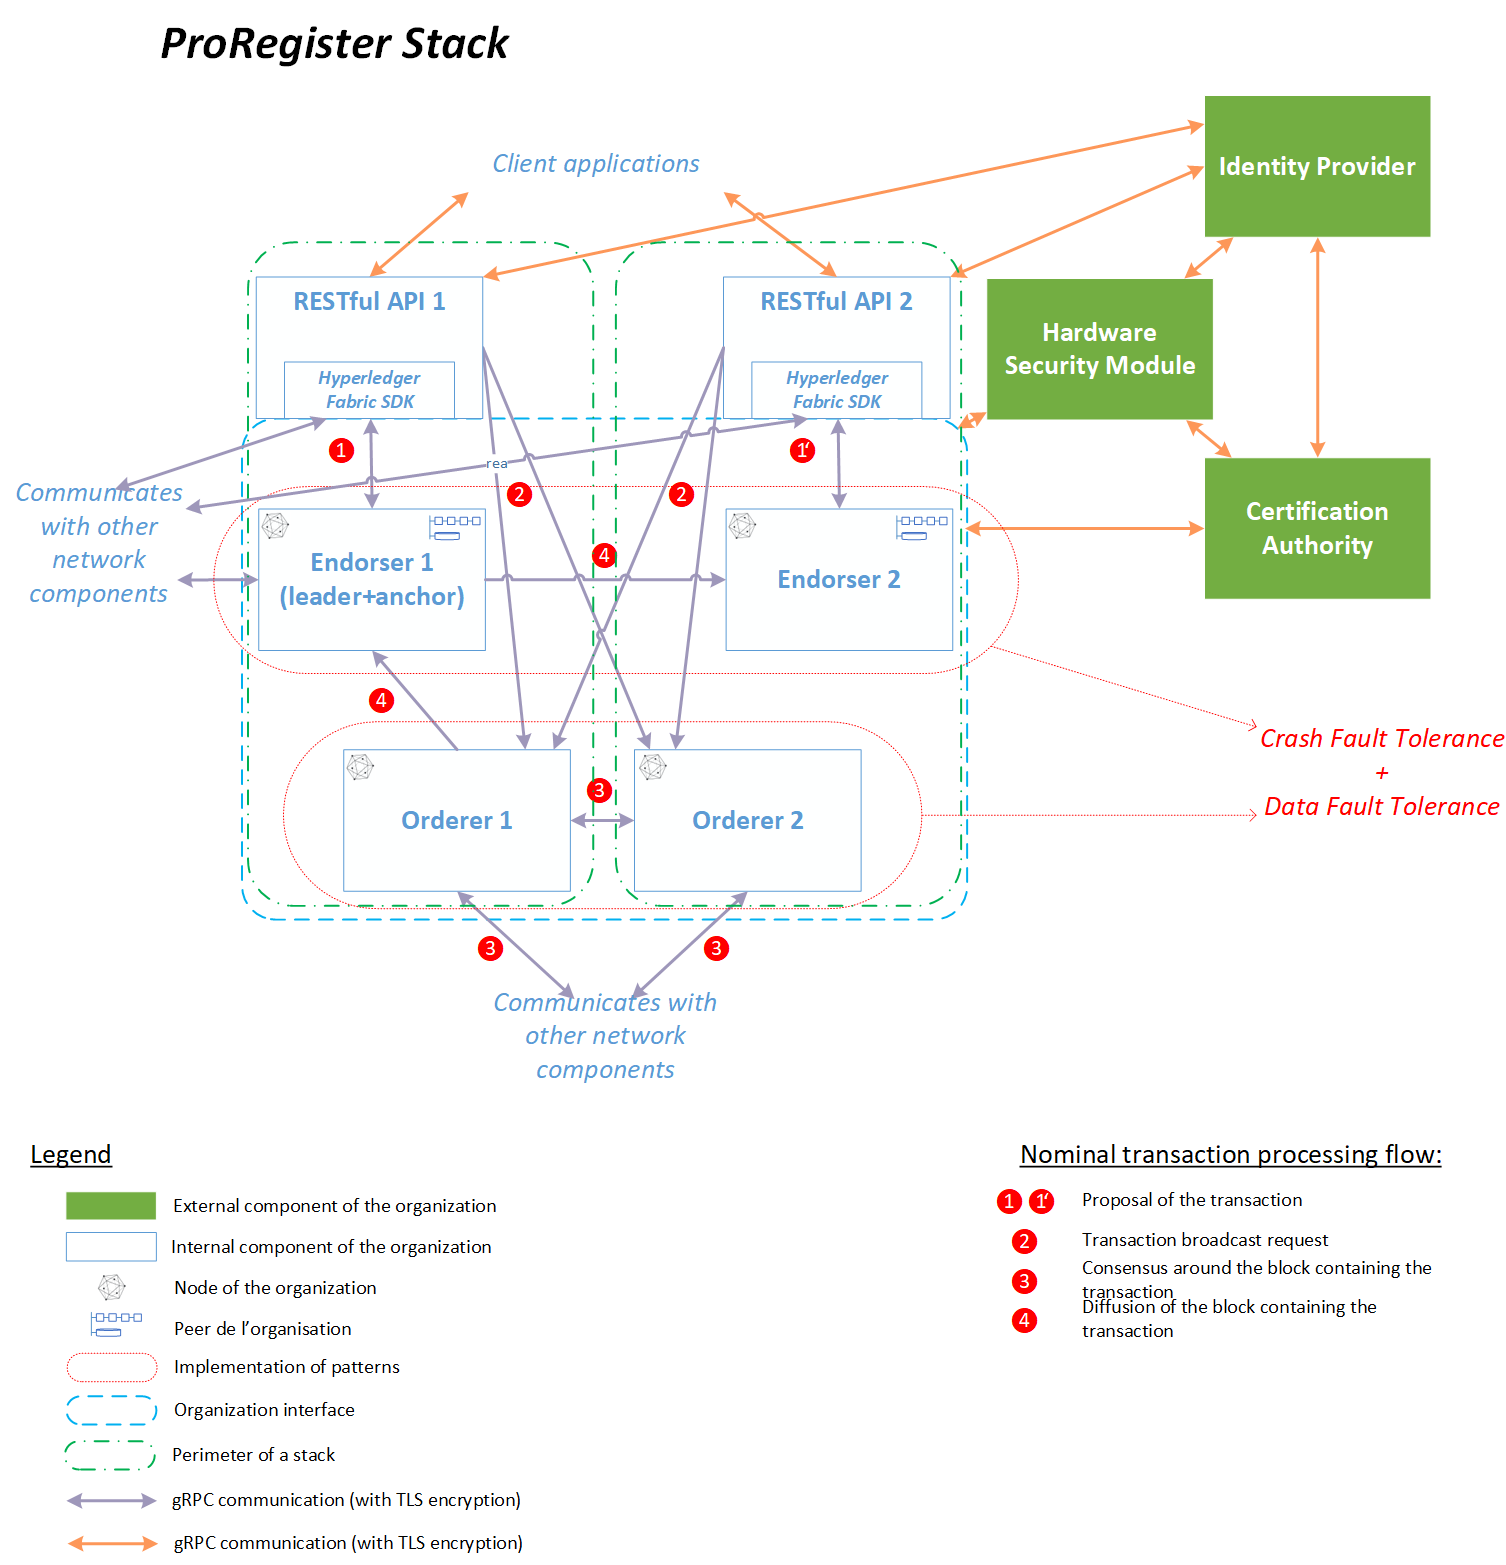 ProRegister Stack
Client applications
Identity Provider
RESTful API 1
RESTful API 2
Hyperledger
Fabric SDK
Hyperledger
Fabric SDK
Hardware
Security Module
1
1‘
rea
2
2
Communicates
with other
network
components
Endorser 1
(leader+anchor)
4
Endorser 2
Certification
Authority
4
Crash Fault Tolerance
+
Data Fault Tolerance
3
Orderer 1
Orderer 2
3
3
Communicates with
other network
components
Legend
External component of the organization
Internal component of the organization
Node of the organization
Peer de l’organisation
Implementation of patterns
Organization interface
Perimeter of a stack
gRPC communication (with TLS encryption)
gRPC communication (with TLS encryption)
Nominal transaction processing flow:
1 1‘ Proposal of the transaction
2 Transaction broadcast request
3 Consensus around the block containing the
transaction
4 Diffusion of the block containing the
transaction